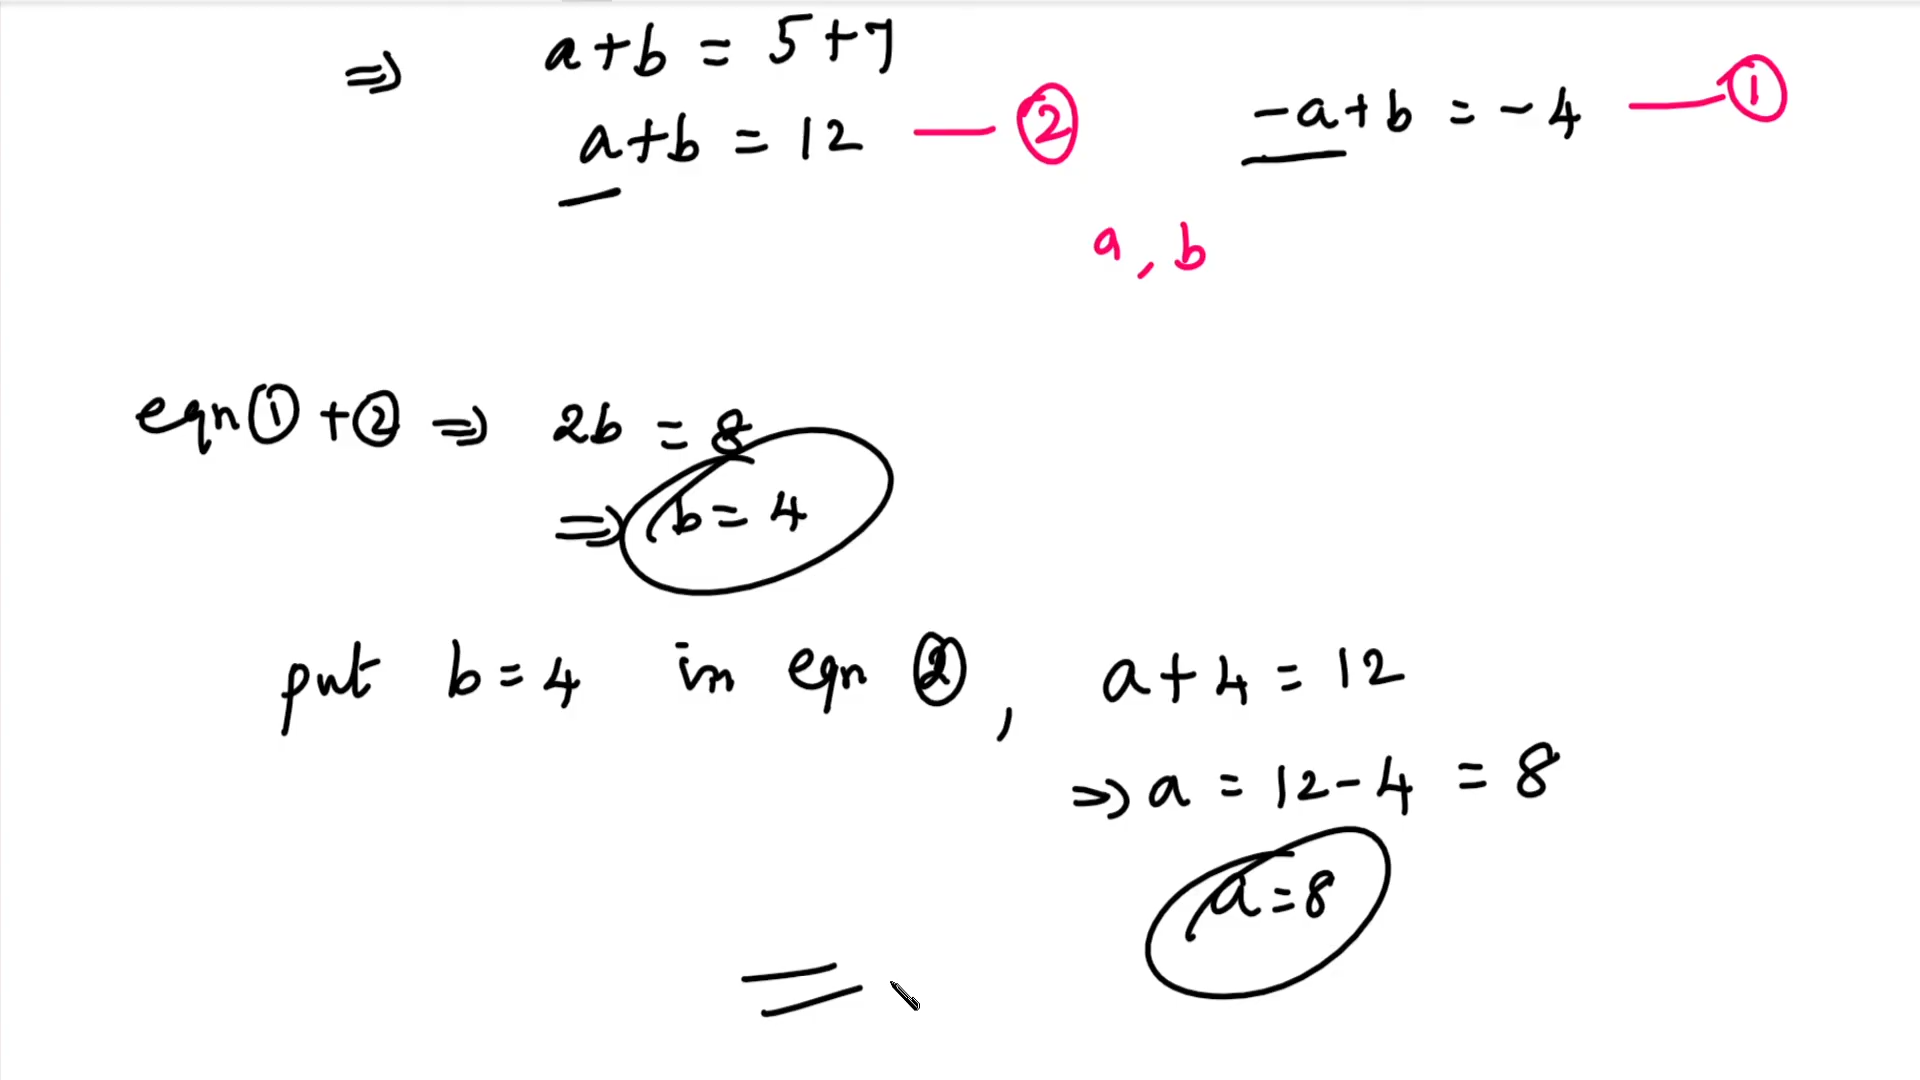 ⇒ a+b = 5+7
a+b = 12 — ② -a+b = -4 — ①
a, b
eqn ① + ② ⇒ 2b = 8
⇒ b = 4
put b = 4 in eqn ②, a + 4 = 12
⇒ a = 12 - 4 = 8
a = 8